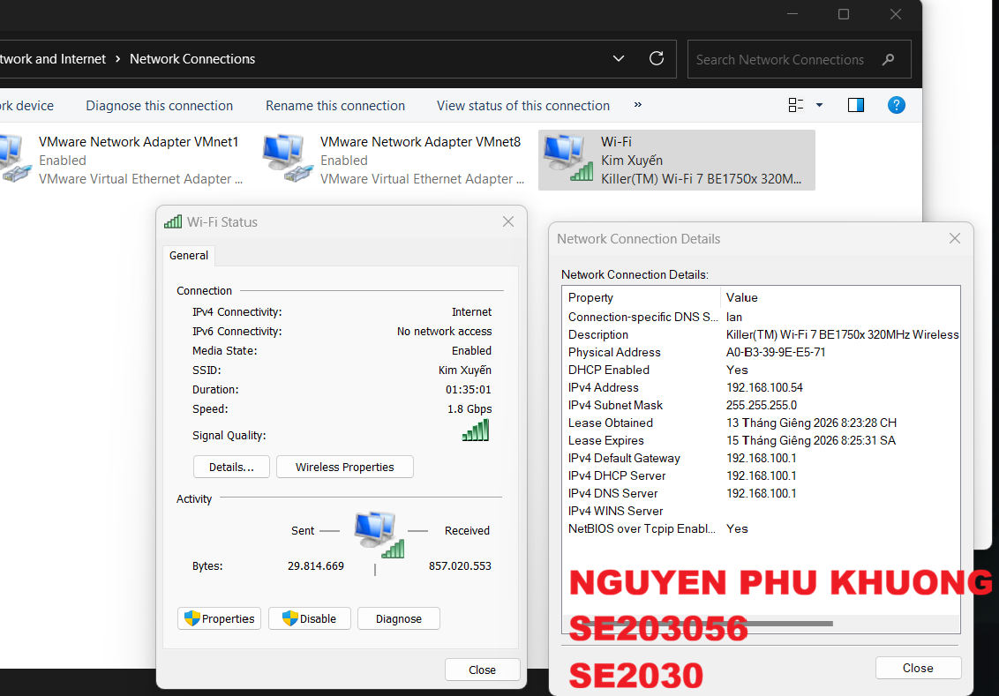 twork and Internet > Network Connections
Search Network Connections
rk device Diagnose this connection Rename this connection View status of this connection »
VMware Network Adapter VMnet1
Enabled
VMware Virtual Ethernet Adapter ...
VMware Network Adapter VMnet8
Enabled
VMware Virtual Ethernet Adapter ...
Wi-Fi
Kim Xuyến
Killer(TM) Wi-Fi 7 BE1750x 320M...
Wi-Fi Status
General
Connection
IPv4 Connectivity: Internet
IPv6 Connectivity: No network access
Media State: Enabled
SSID: Kim Xuyến
Duration: 01:35:01
Speed: 1.8 Gbps
Signal Quality:
Details... Wireless Properties
Activity
Sent Received
Bytes: 29.814.669 857.020.553
Properties Disable Diagnose
Close
Network Connection Details
Network Connection Details:
Property Value
Connection-specific DNS S... lan
Description Killer(TM) Wi-Fi 7 BE1750x 320MHz Wireless
Physical Address A0-B3-39-9E-E5-71
DHCP Enabled Yes
IPv4 Address 192.168.100.54
IPv4 Subnet Mask 255.255.255.0
Lease Obtained 13 Tháng Giêng 2026 8:23:28 CH
Lease Expires 15 Tháng Giêng 2026 8:25:31 SA
IPv4 Default Gateway 192.168.100.1
IPv4 DHCP Server 192.168.100.1
IPv4 DNS Server 192.168.100.1
IPv4 WINS Server
NetBIOS over Tcpip Enabl... Yes
NGUYEN PHU KHUONG
SE203056
SE2030
Close